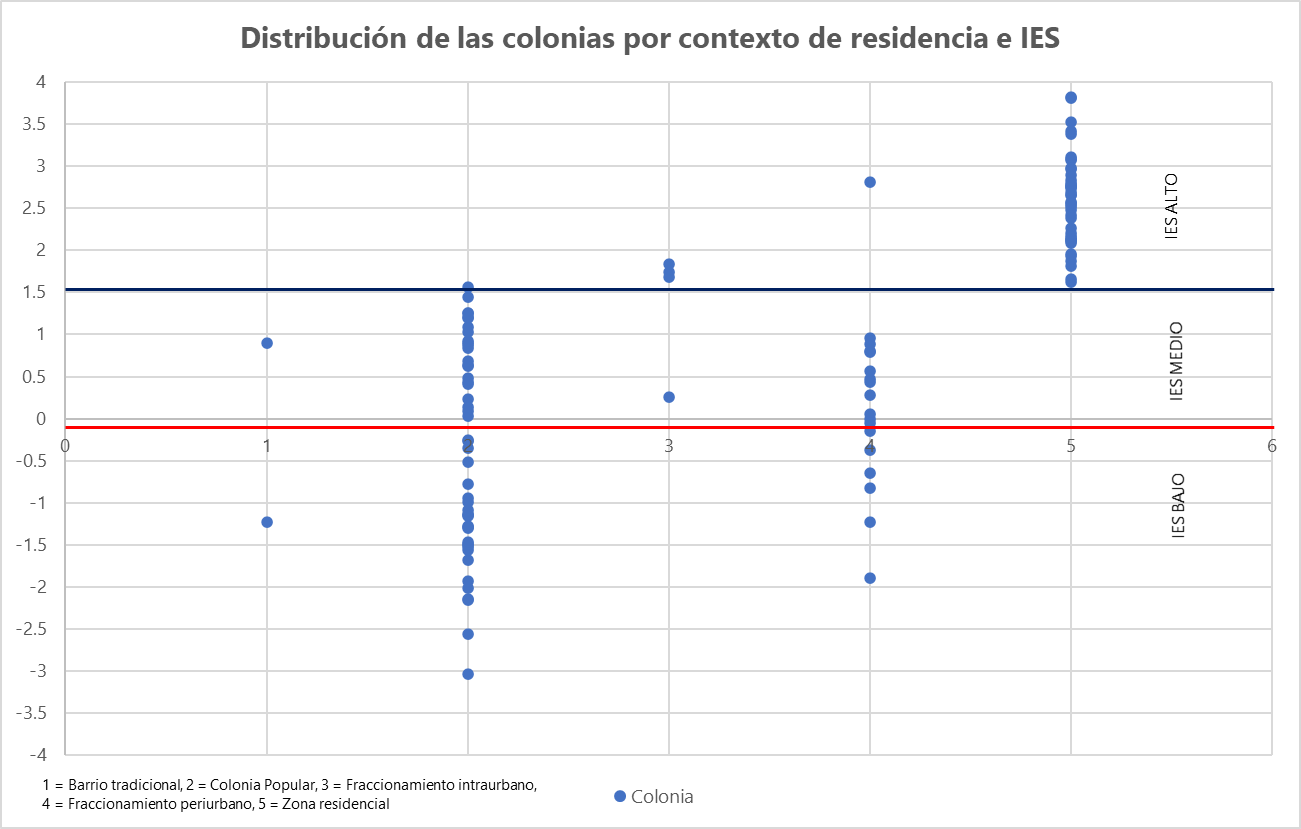 Distribución de las colonias por contexto de residencia e IES
4
3.5
3
2.5
2
1.5
1
0.5
0
-0.5
-1
-1.5
-2
-2.5
-3
-3.5
-4
0 1 2 3 4 5 6
IES ALTO
IES MEDIO
IES BAJO
1 = Barrio tradicional, 2 = Colonia Popular, 3 = Fraccionamiento intraurbano,
4 = Fraccionamiento periurbano, 5 = Zona residencial
Colonia